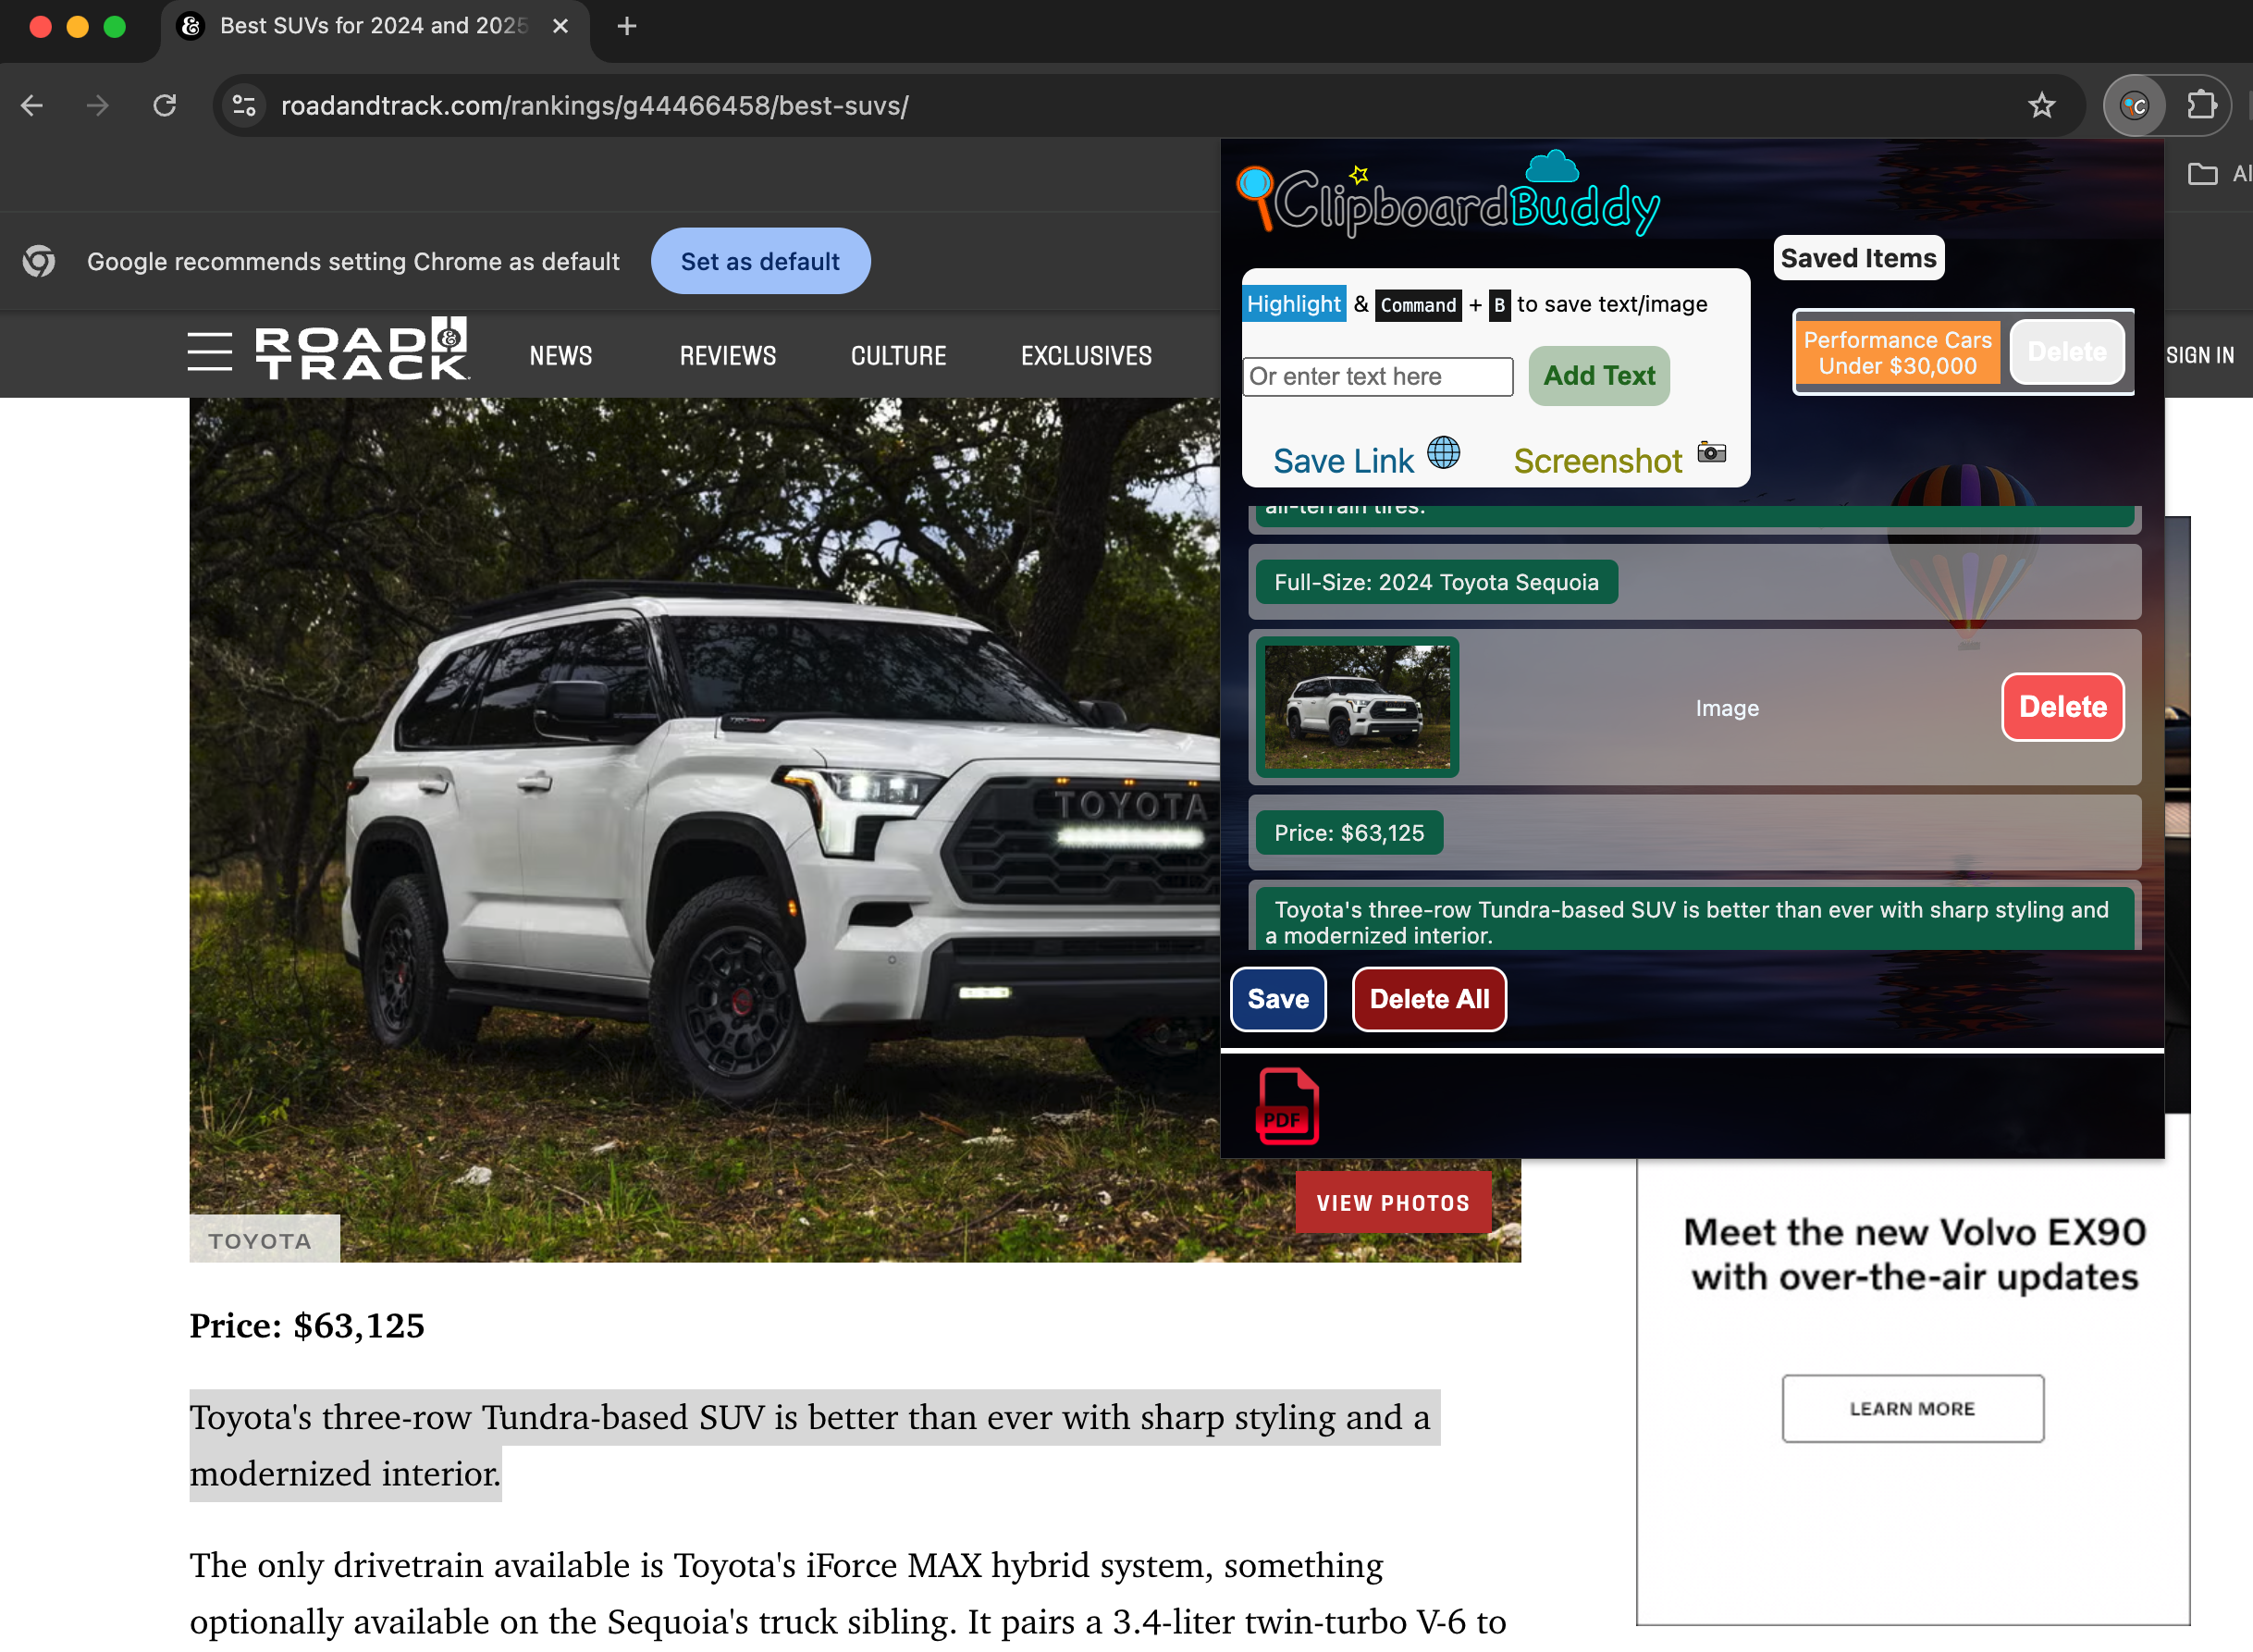 Best SUVs for 2024 and 2025
roadandtrack.com/rankings/g44466458/best-suvs/
Google recommends setting Chrome as default
Set as default
ROAD & TRACK
NEWS
REVIEWS
CULTURE
EXCLUSIVES
SIGN IN
ClipboardBuddy
Saved Items
Highlight & Command + B to save text/image
Or enter text here
Add Text
Save Link
Screenshot
Performance Cars
Under $30,000
Delete
all-terrain tires.
Full-Size: 2024 Toyota Sequoia
Image
Delete
Price: $63,125
Toyota's three-row Tundra-based SUV is better than ever with sharp styling and
a modernized interior.
Save
Delete All
PDF
TOYOTA
VIEW PHOTOS
TOYOTA
Price: $63,125
Toyota's three-row Tundra-based SUV is better than ever with sharp styling and a
modernized interior.
The only drivetrain available is Toyota's iForce MAX hybrid system, something
optionally available on the Sequoia's truck sibling. It pairs a 3.4-liter twin-turbo V-6 to
Meet the new Volvo EX90
with over-the-air updates
LEARN MORE